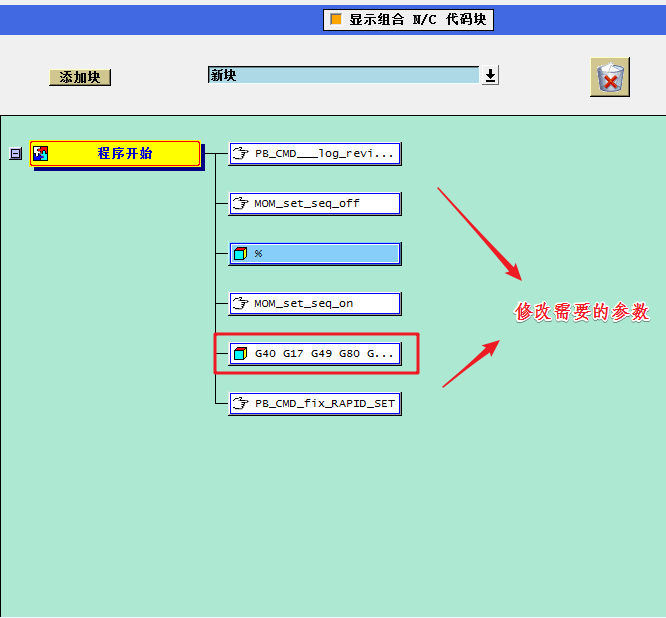 显示组合 N/C 代码块
添加块
新块
程序开始
PB_CMD___log_revi...
MOM_set_seq_off
%
MOM_set_seq_on
修改需要的参数
G40 G17 G49 G80 G...
PB_CMD_fix_RAPID_SET